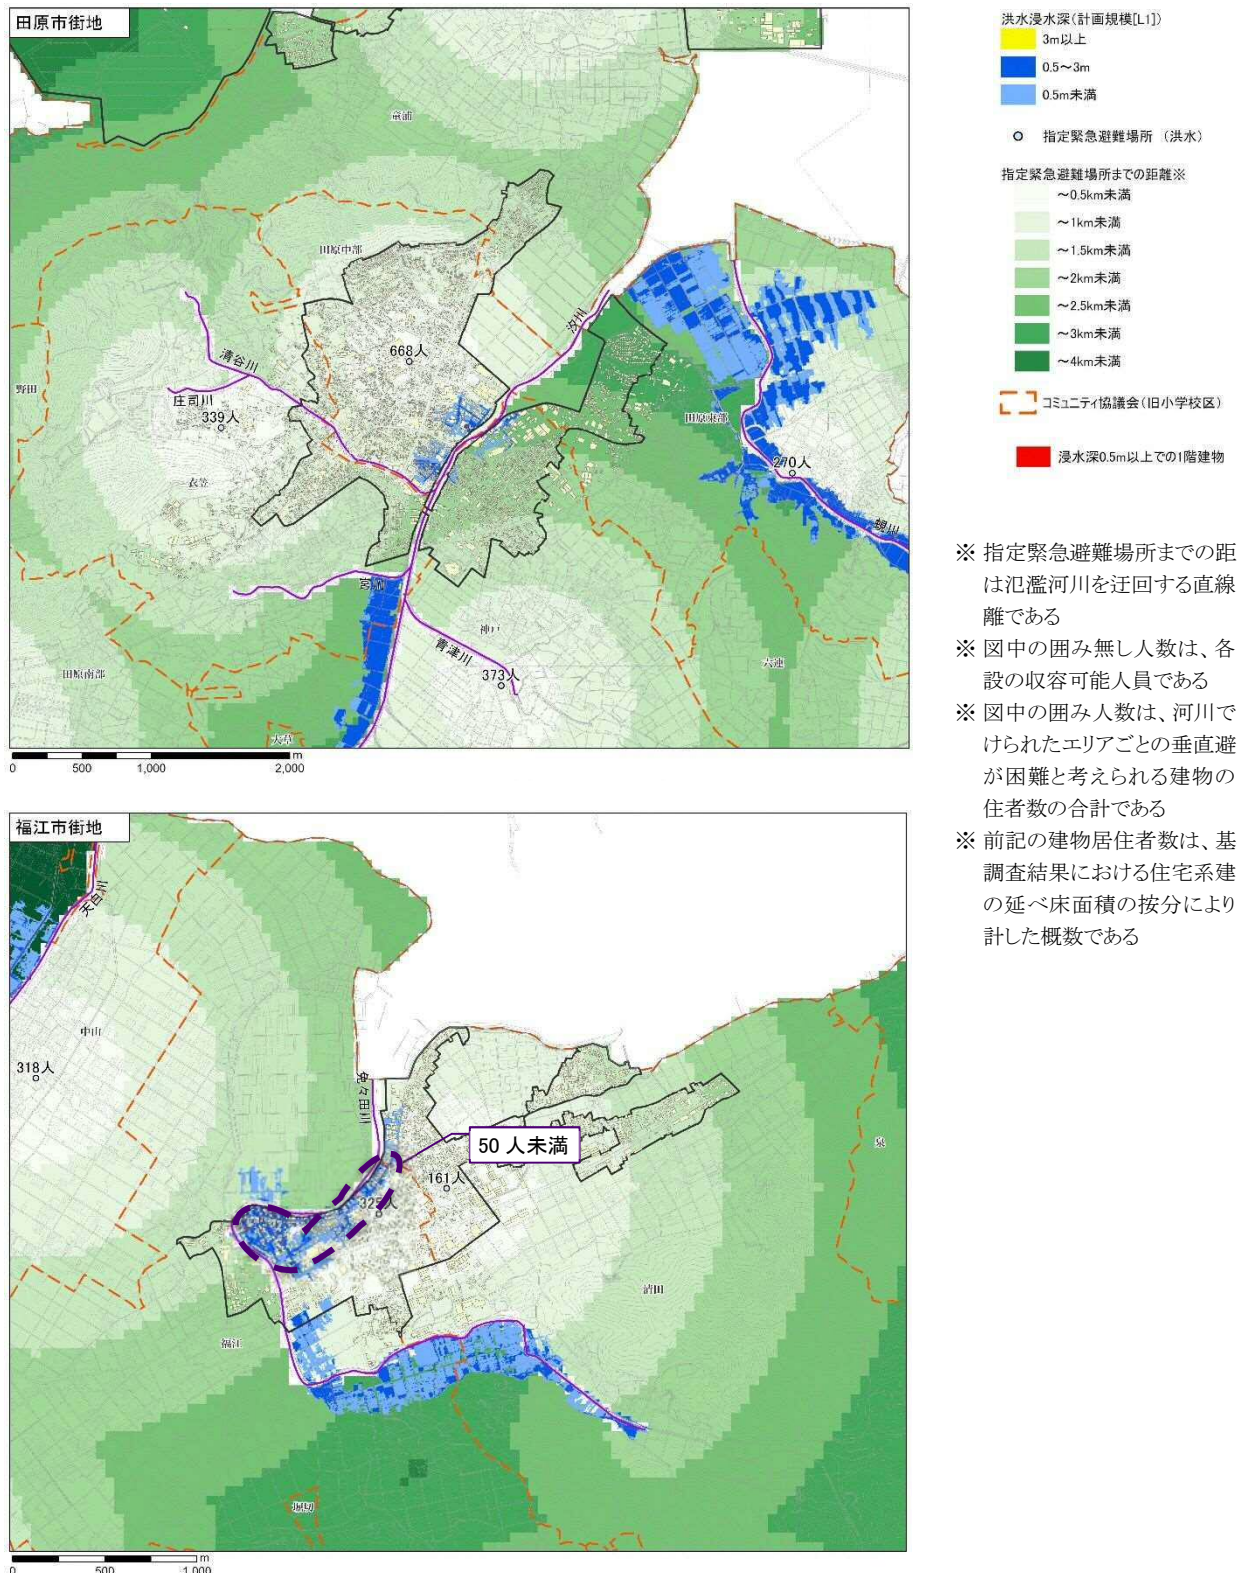 田原市街地
童浦
田原中部
汐川
668人
清谷川
野田
庄司川
339人
田原東部
衣笠
270人
蜆川
神戸
青津川
373人
田原南部
六連
大草
0 500 1,000 2,000 m
福江市街地
天白川
中山
318人
免々田川
50 人未満
泉
161人
325人
清田
福江
堀切
0 500 1,000 m
洪水浸水深(計画規模[L1])
3m以上
0.5～3m
0.5m未満
指定緊急避難場所 (洪水)
指定緊急避難場所までの距離※
～0.5km未満
～1km未満
～1.5km未満
～2km未満
～2.5km未満
～3km未満
～4km未満
コミュニティ協議会(旧小学校区)
浸水深0.5m以上での1階建物
※ 指定緊急避難場所までの距
は氾濫河川を迂回する直線
離である
※ 図中の囲み無し人数は、各
設の収容可能人員である
※ 図中の囲み人数は、河川で
けられたエリアごとの垂直避
が困難と考えられる建物の
住者数の合計である
※ 前記の建物居住者数は、基
調査結果における住宅系建
の延べ床面積の按分により
計した概数である